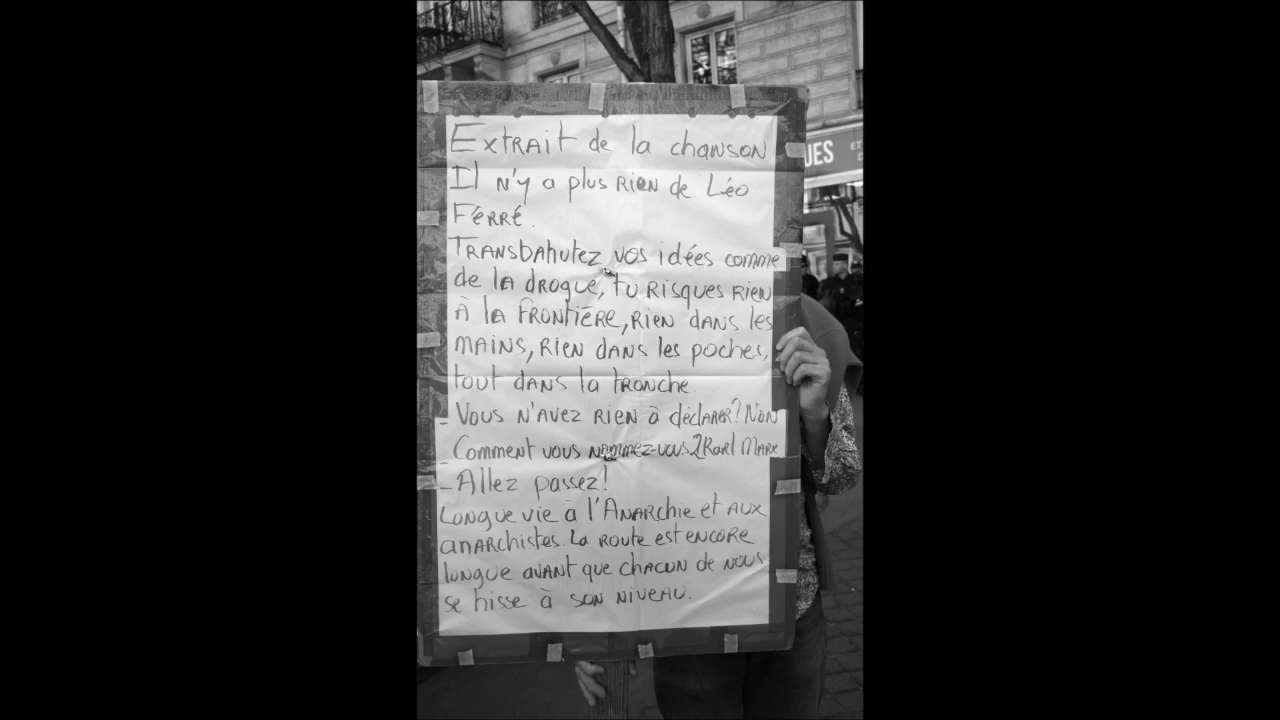 Extrait de la chanson
Il n'y a plus rien de Léo
Ferré.
Transbahutez vos idées comme
de la drogue, tu risques rien
à la frontière, rien dans les
mains, rien dans les poches,
tout dans la tronche.
- Vous n'avez rien à déclarer? Non
- Comment vous nommez-vous? Karl Marx
- Allez passez!
Longue vie à l'Anarchie et aux
anarchistes. La route est encore
longue avant que chacun de nous
se hisse à son niveau.
UES
ET